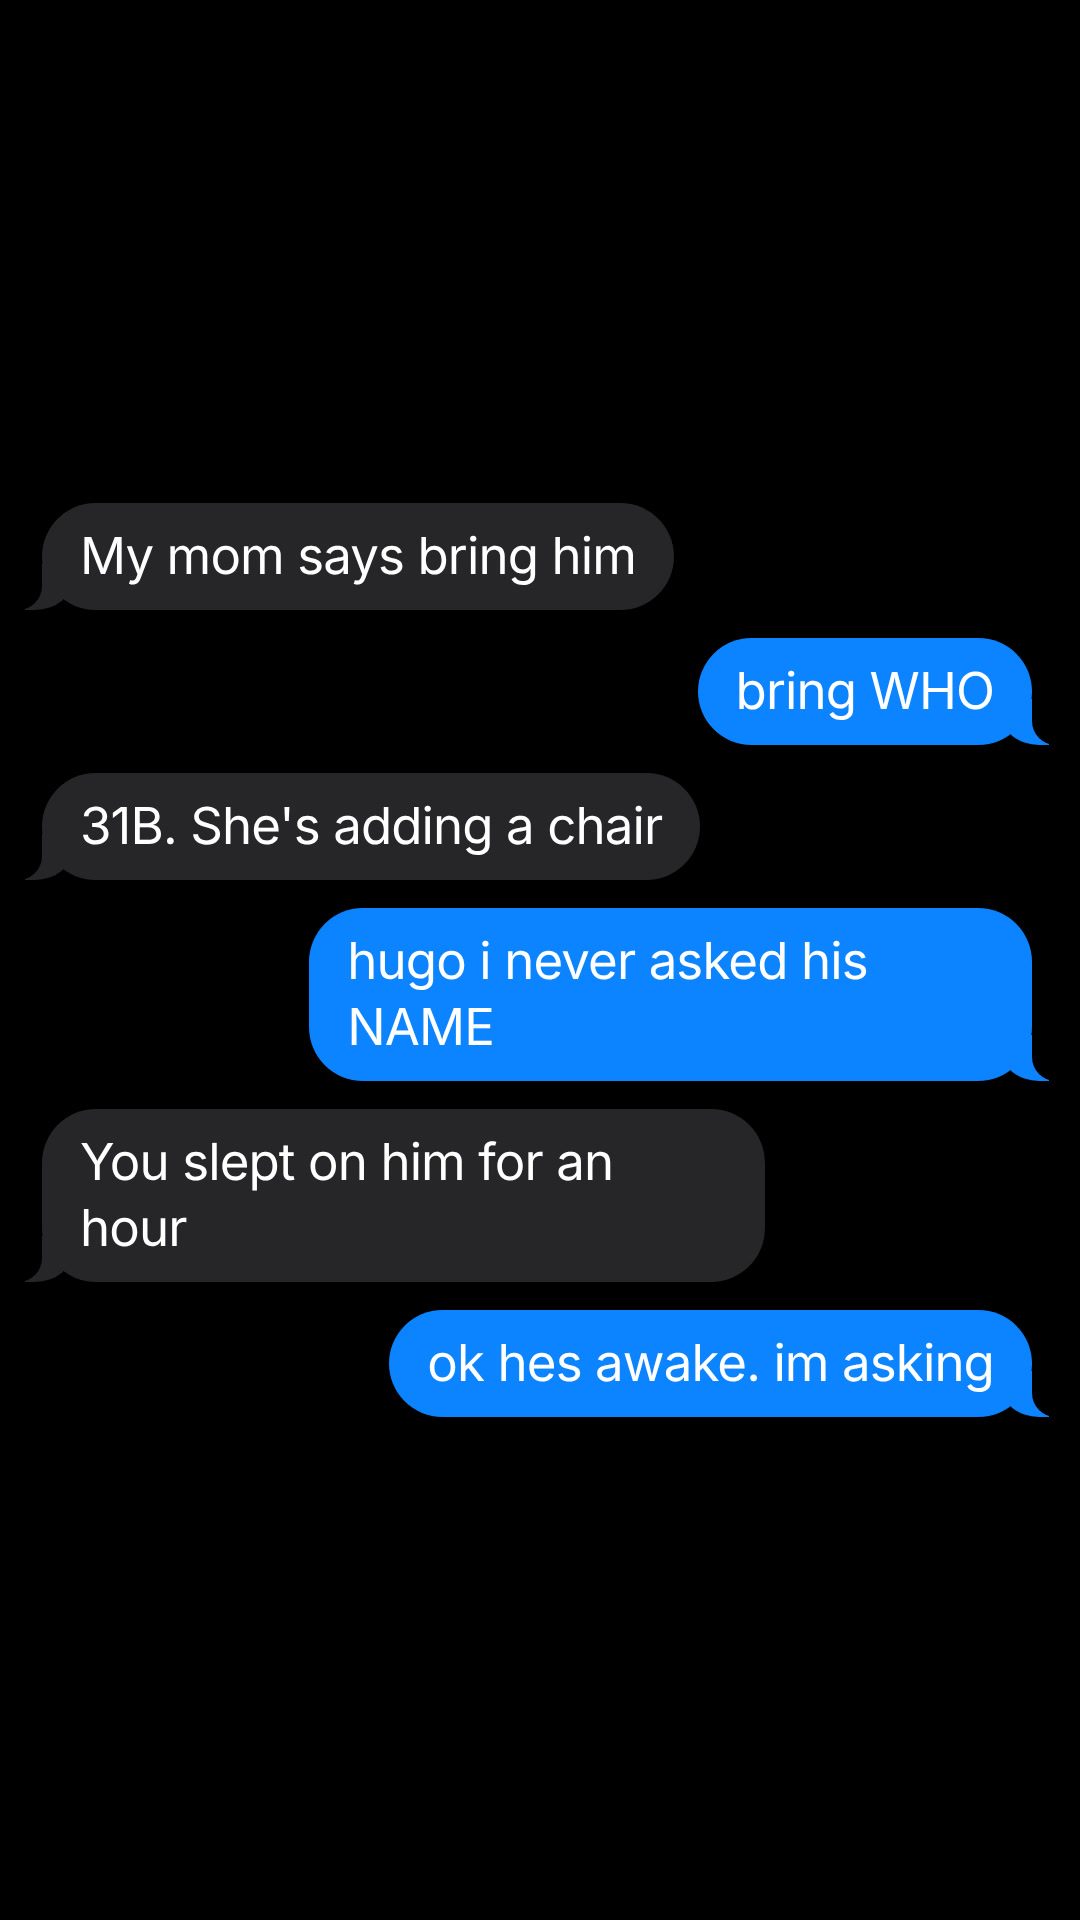 My mom says bring him
bring WHO
31B. She's adding a chair
hugo i never asked his
NAME
You slept on him for an
hour
ok hes awake. im asking